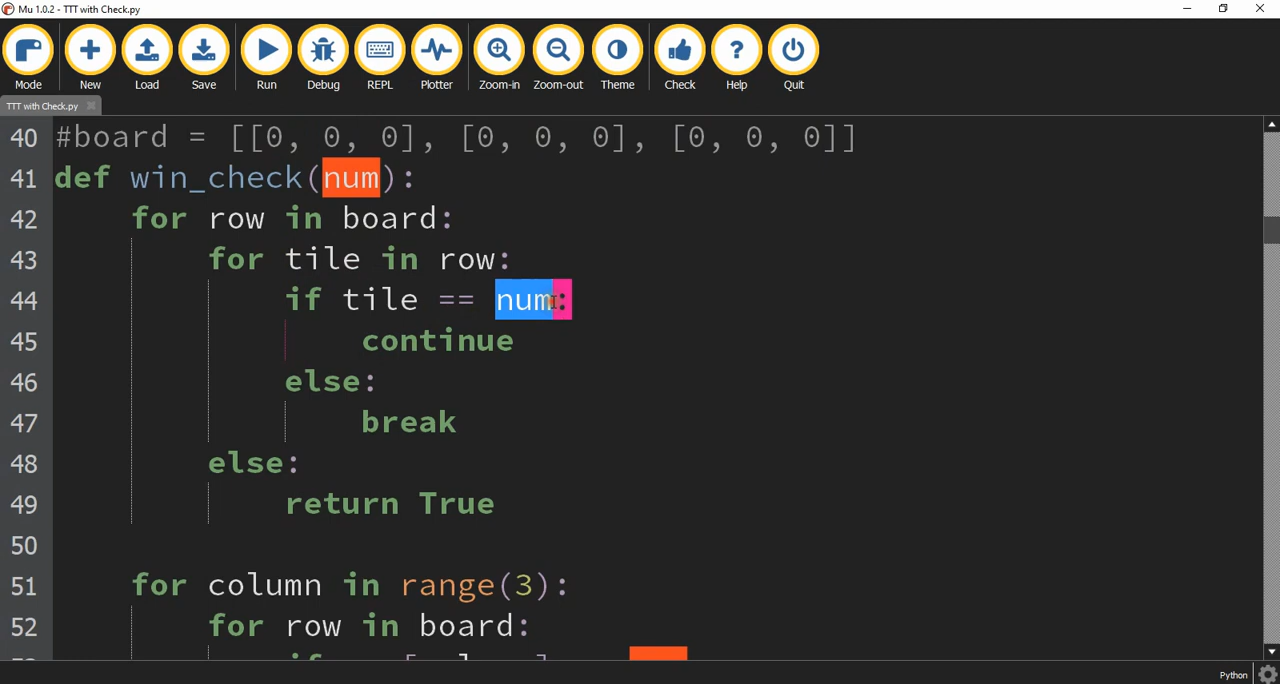 Mu 1.0.2 - TTT with Check.py
Mode New Load Save Run Debug REPL Plotter Zoom-in Zoom-out Theme Check Help Quit
TTT with Check.py
40 #board = [[0, 0, 0], [0, 0, 0], [0, 0, 0]]
41 def win_check(num):
42 for row in board:
43 for tile in row:
44 if tile == num:
45 continue
46 else:
47 break
48 else:
49 return True
50
51 for column in range(3):
52 for row in board:
Python